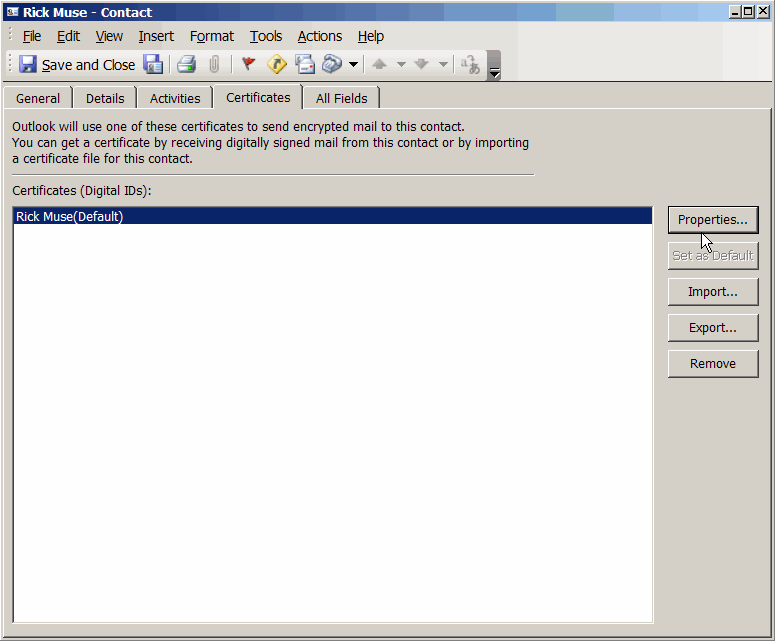 Rick Muse - Contact
File Edit View Insert Format Tools Actions Help
Save and Close
General Details Activities Certificates All Fields
Outlook will use one of these certificates to send encrypted mail to this contact.
You can get a certificate by receiving digitally signed mail from this contact or by importing
a certificate file for this contact.
Certificates (Digital IDs):
Rick Muse(Default)
Properties...
Set as Default
Import...
Export...
Remove